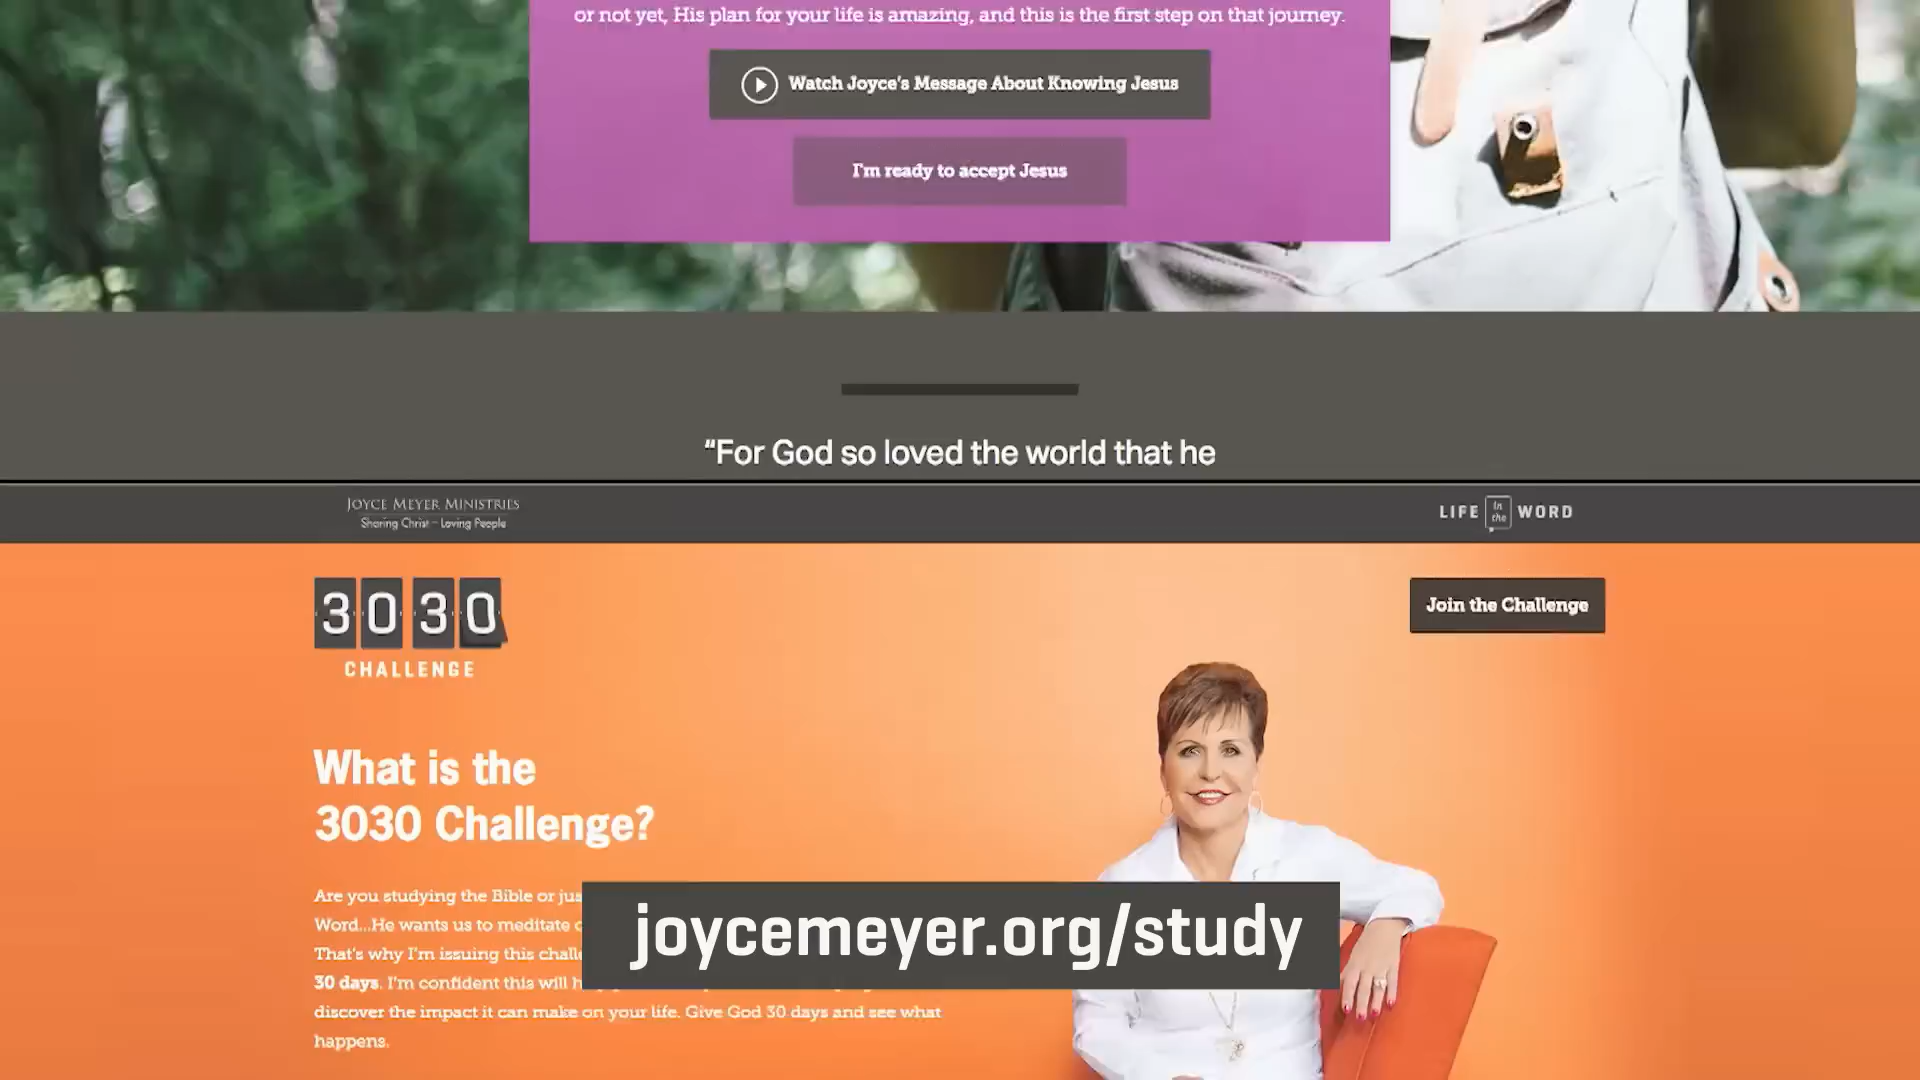 or not yet, His plan for your life is amazing, and this is the first step on that journey.
Watch Joyce's Message About Knowing Jesus
I'm ready to accept Jesus
“For God so loved the world that he
JOYCE MEYER MINISTRIES
Sharing Christ – Loving People
LIFE in the WORD
3030
CHALLENGE
Join the Challenge
What is the
3030 Challenge?
Are you studying the Bible or jus
Word...He wants us to meditate
That's why I'm issuing this chall
30 days. I'm confident this will
discover the impact it can make on your life. Give God 30 days and see what
happens.
joycemeyer.org/study